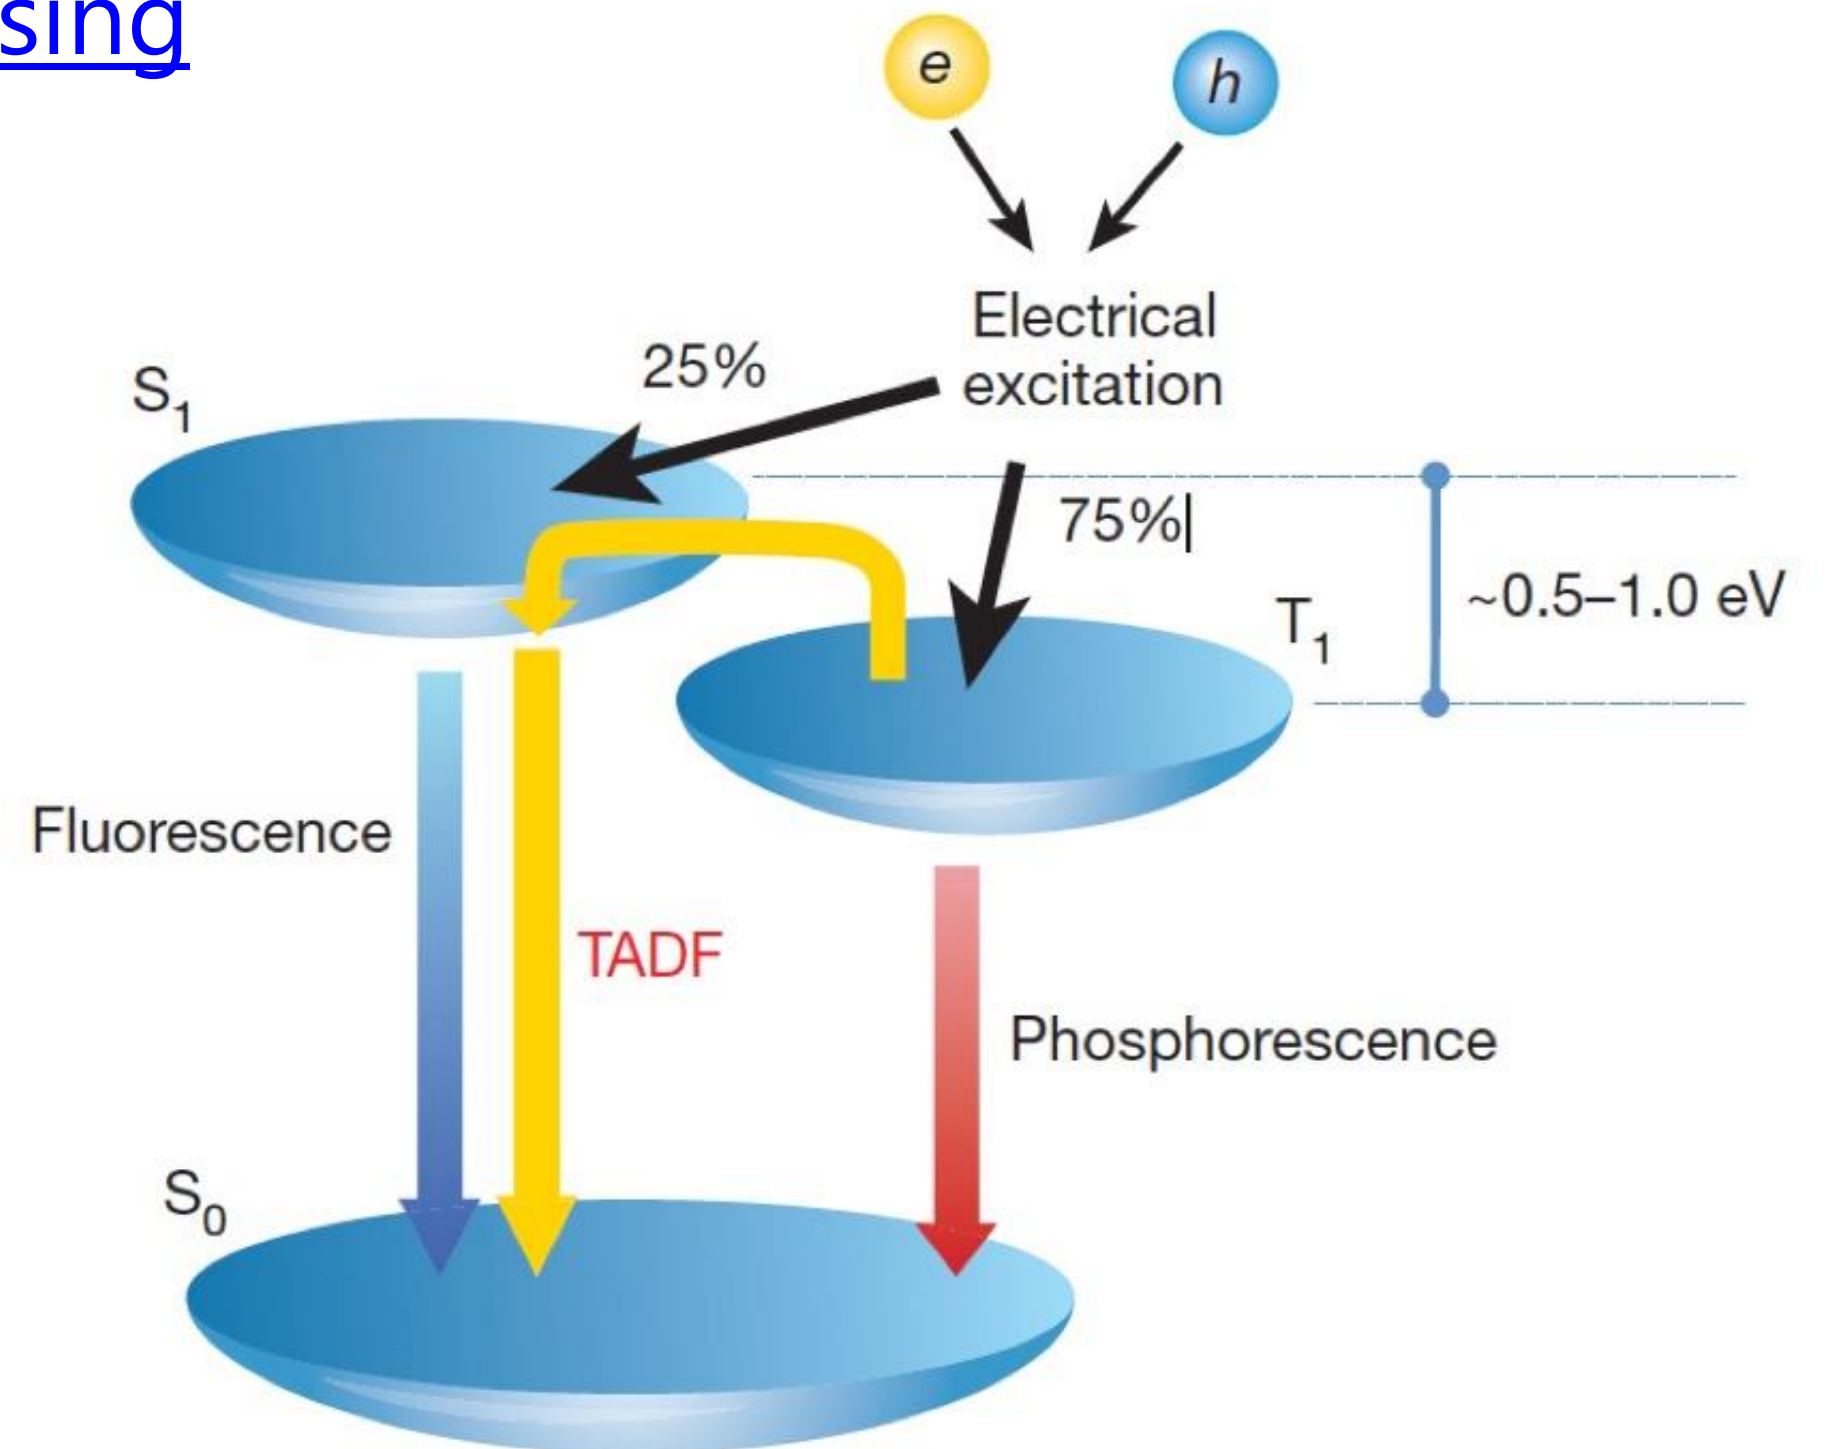 sing
e
h
Electrical
excitation
25%
S1
75%|
~0.5–1.0 eV
T1
Fluorescence
TADF
Phosphorescence
S0